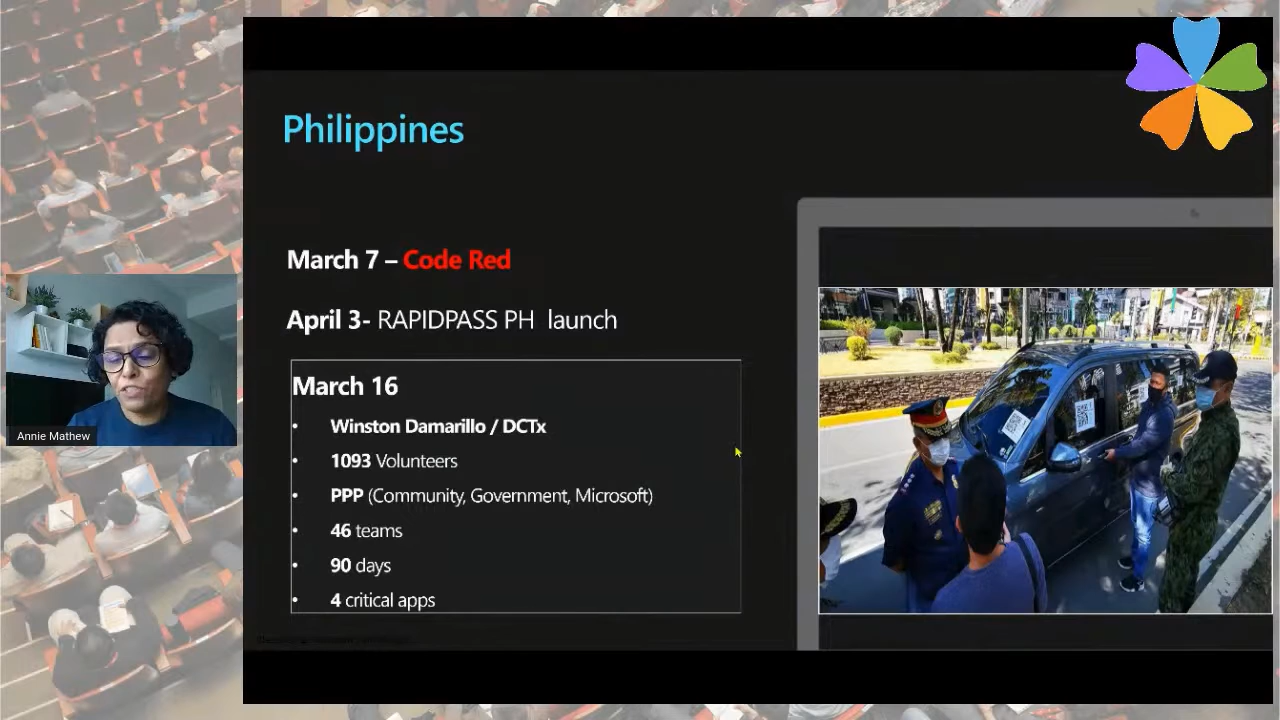 Philippines
March 7 – Code Red
April 3- RAPIDPASS PH launch
March 16
• Winston Damarillo / DCTx
• 1093 Volunteers
• PPP (Community, Government, Microsoft)
• 46 teams
• 90 days
• 4 critical apps
Annie Mathew